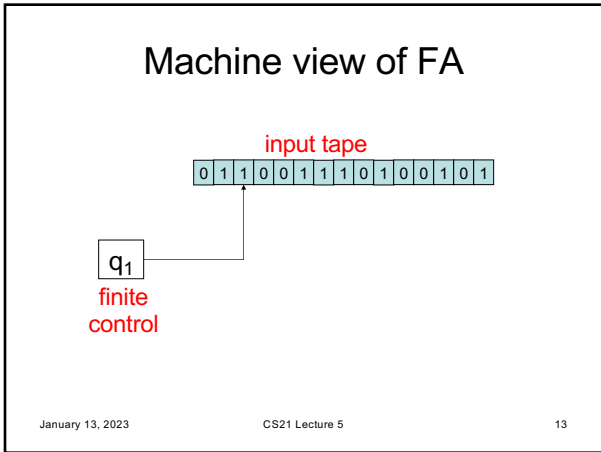 Machine view of FA
input tape
0 1 1 0 0 1 1 1 0 1 0 0 1 0 1
q₁
finite
control
January 13, 2023 CS21 Lecture 5 13